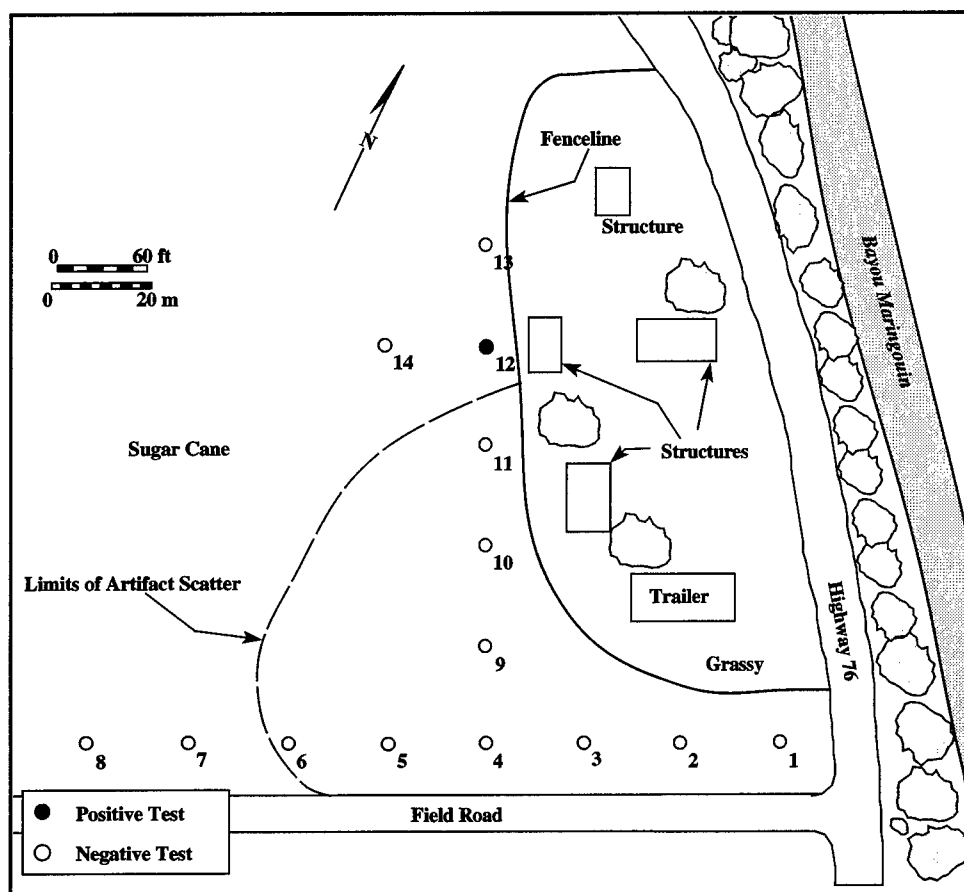 N
Fenceline
Structure
0 60 ft
0 20 m
13
14
12
Bayou Maringouin
Sugar Cane
11
Structures
10
Limits of Artifact Scatter
Trailer
Highway 76
9
Grassy
8
7
6
5
4
3
2
1
Positive Test
Negative Test
Field Road